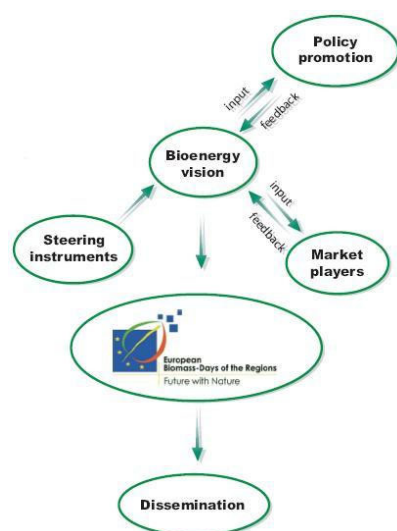 Policy
promotion
input
feedback
Bioenergy
vision
input
feedback
Steering
instruments
Market
players
European
Biomass-Days of the Regions
Future with Nature
Dissemination